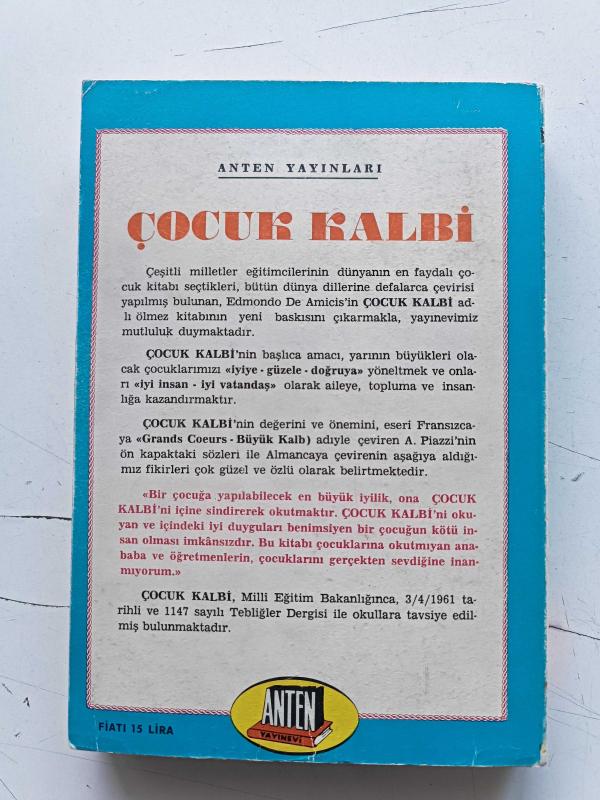 ANTEN YAYINLARI
ÇOCUK KALBİ
Çeşitli milletler eğitimcilerinin dünyanın en faydalı ço-
cuk kitabı seçtikleri, bütün dünya dillerine defalarca çevirisi
yapılmış bulunan, Edmondo De Amicis'in ÇOCUK KALBİ ad-
lı ölmez kitabının yeni baskısını çıkarmakla, yayınevimiz
mutluluk duymaktadır.
ÇOCUK KALBİ'nin başlıca amacı, yarının büyükleri ola-
cak çocuklarımızı «iyiye - güzele - doğruya» yöneltmek ve onla-
rı «iyi insan - iyi vatandaş» olarak aileye, topluma ve insan-
lığa kazandırmaktır.
ÇOCUK KALBİ'nin değerini ve önemini, eseri Fransızca-
ya «Grands Coeurs - Büyük Kalb) adıyle çeviren A. Piazzi'nin
ön kapaktaki sözleri ile Almancaya çevirenin aşağıya aldığı-
mız fikirleri çok güzel ve özlü olarak belirtmektedir.
«Bir çocuğa yapılabilecek en büyük iyilik, ona ÇOCUK
KALBİ'ni içine sindirerek okutmaktır. ÇOCUK KALBİ'ni oku-
yan ve içindeki iyi duyguları benimsiyen bir çocuğun kötü in-
san olması imkânsızdır. Bu kitabı çocuklarına okutmıyan ana-
baba ve öğretmenlerin, çocuklarını gerçekten sevdiğine inan-
mıyorum.»
ÇOCUK KALBİ, Milli Eğitim Bakanlığınca, 3/4/1961 ta-
rihli ve 1147 sayılı Tebliğler Dergisi ile okullara tavsiye edil-
miş bulunmaktadır.
ANTEN
YAYINEVİ
FİATI 15 LİRA